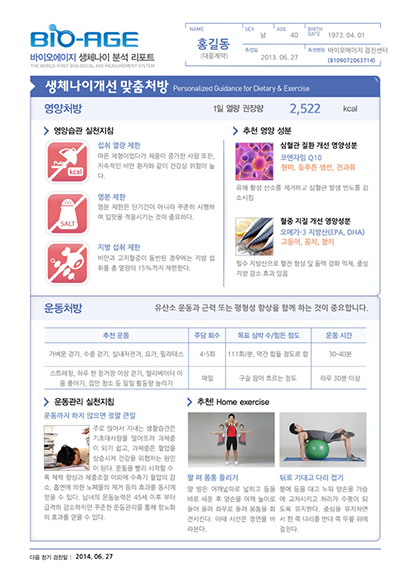 BIO-AGE
바이오에이지 생체나이 분석 리포트
THE WORLD FIRST BIOLOGICAL AGE MEASUREMENT SYSTEM
NAME 홍길동 (대웅제약)
SEX 남 AGE 40 BIRTH DATE 1973. 04. 01
측정일 2013. 06. 27 측정병원 바이오에이지 검진센터
(8109072063714)
생체나이개선 맞춤처방 Personalized Guidance for Dietary & Exercise
영양처방 1일 열량 권장량 2,522 kcal
영양습관 실천지침
섭취 열량 제한
kcal
마른 체형이었다가 체중이 증가한 사람 또한,
지속적인 비만 환자와 같이 건강상 위험이 높
다.
염분 제한
SALT
염분 제한은 단기간이 아니라 꾸준히 시행하
여 입맛을 적응시키는 것이 중요하다.
지방 섭취 제한
비만과 고지혈증이 동반된 경우에는 지방 섭
취를 총 열량의 15%까지 제한한다.
추천 영양 성분
심혈관 질환 개선 영양성분
코엔자임 Q10
현미, 등푸른 생선, 견과류
유해 활성 산소를 제거하고 심혈관 발생 빈도를 감
소시킴
혈중 지질 개선 영양성분
오메가-3 지방산(EPA, DHA)
고등어, 꽁치, 참치
필수 지방산으로 혈전 형성 및 동맥 경화 억제, 중성
지방 감소 효과 있음
운동처방 유산소 운동과 근력 또는 평형성 향상을 함께 하는 것이 중요합니다.
추천 운동 주당 회수 목표 심박 수/힘든 정도 운동 시간
가벼운 걷기, 수중 걷기, 실내자전거, 요가, 필라테스 4-5회 111회/분, 약간 힘들 정도로 함 30-40분
스트레칭, 하루 한 정거장 이상 걷기, 엘리베이터 이
용 줄이기, 집안 청소 등 일일 활동량 늘리기 매일 구슬 땀이 흐르는 정도 하루 30분 이상
운동관리 실천지침
운동까지 하지 않으면 정말 큰일
주로 앉아서 지내는 생활습관은
기초대사량을 떨어뜨려 과체중
이 되기 쉽고, 과체중은 혈압을
상승시켜 건강을 위협하는 원인
이 된다. 운동을 빨리 시작할 수
록 체력 향상과 체중조절 이외에 수축기 혈압의 감
소, 흡연에 의한 노폐물의 제거 등의 효과를 동시에
얻을 수 있다. 남녀의 운동능력은 45세 이후 부터
급격히 감소하지만 꾸준한 운동관리를 통해 항노화
의 효과를 얻을 수 있다.
추천! Home exercise
팔 펴 몸통 돌리기
양 발은 어깨넓이로 넓히고 등을
바로 세운 후 양손을 어깨 높이로
들어 올려 좌우로 돌려 몸통을 회
전시킨다. 이때 시선은 정면을 바
라본다.
뒤로 기대고 다리 접기
볼에 등을 대고 누워 양손을 가슴
에 교차시키고 허리가 수평이 되
도록 유지한다. 중심을 유지하면
서 한 쪽 다리를 반대 쪽 무릎 위에
걸친다.
다음 정기 검진일 : 2014. 06. 27